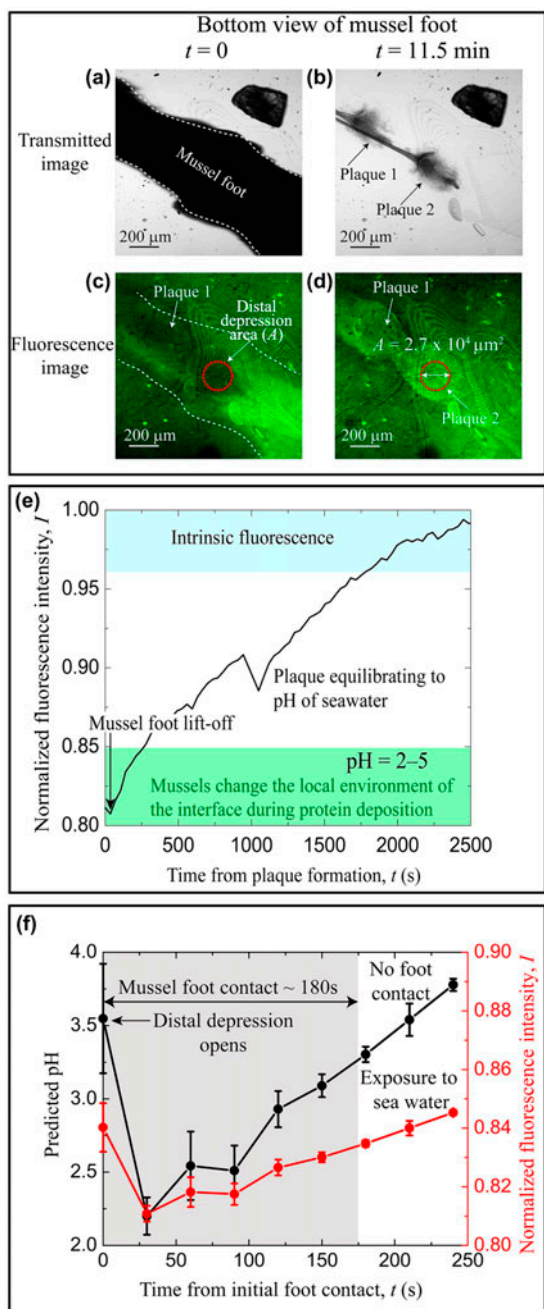 Bottom view of mussel foot
t = 0
t = 11.5 min
(a)
(b)
Transmitted
image
Mussel foot
200 μm
Plaque 1
Plaque 2
200 μm
(c)
(d)
Fluorescence
image
Plaque 1
Distal
depression
area (A)
200 μm
Plaque 1
A = 2.7 x 10⁴ μm²
Plaque 2
200 μm
(e)
Normalized fluorescence intensity, I
1.00
0.95
0.90
0.85
0.80
Intrinsic fluorescence
Plaque equilibrating to
pH of seawater
Mussel foot lift-off
pH = 2–5
Mussels change the local environment of
the interface during protein deposition
0 500 1000 1500 2000 2500
Time from plaque formation, t (s)
(f)
Predicted pH
4.0
3.5
3.0
2.5
2.0
Mussel foot contact ~ 180s
Distal depression
opens
No foot
contact
Exposure to
sea water
0.90
0.88
0.86
0.84
0.82
0.80
Normalized fluorescence intensity, I
0 50 100 150 200 250
Time from initial foot contact, t (s)